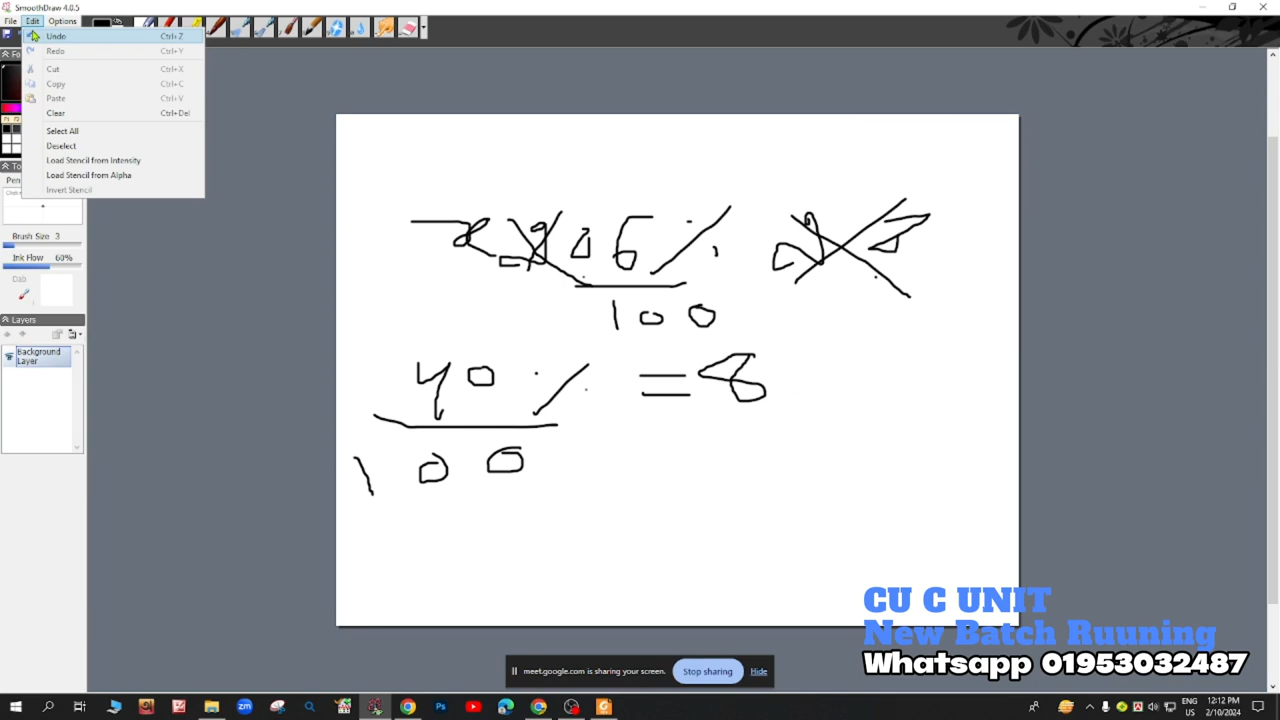 SmoothDraw 4.0.5
File Edit Options
Undo Ctrl+Z
Redo Ctrl+Y
Cut Ctrl+X
Copy Ctrl+C
Paste Ctrl+V
Clear Ctrl+Del
Select All
Deselect
Load Stencil from Intensity
Load Stencil from Alpha
Invert Stencil
Brush Size 3
Ink Flow 60%
Dab
Layers
Background
Layer
%
100
40 % = 8
100
CU C UNIT
New Batch Ruuning
Whatsapp 01953032487
meet.google.com is sharing your screen. Stop sharing Hide
ENG 12:12 PM
US 2/10/2024